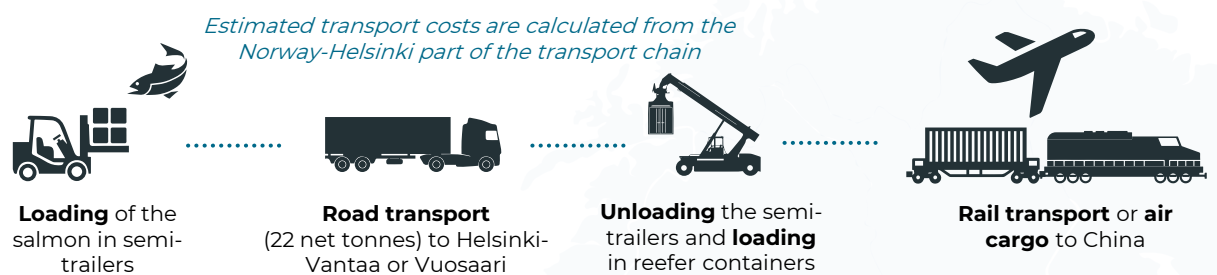 Estimated transport costs are calculated from the
Norway-Helsinki part of the transport chain
Loading of the
salmon in semi-
trailers
Road transport
(22 net tonnes) to Helsinki-
Vantaa or Vuosaari
Unloading the semi-
trailers and loading
in reefer containers
Rail transport or air
cargo to China